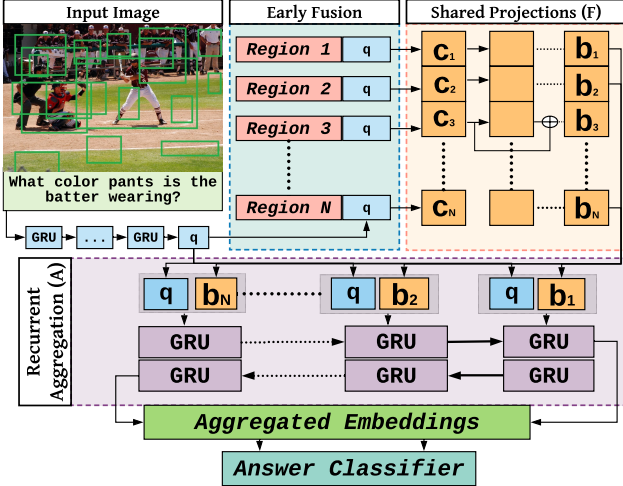 Input Image
Early Fusion
Shared Projections (F)
Region 1 q
Region 2 q
Region 3 q
Region N q
c1 b1
c2 b2
c3 b3
cN bN
What color pants is the
batter wearing?
GRU ... GRU q
Recurrent
Aggregation (A)
q bN q b2 q b1
GRU GRU GRU
GRU GRU GRU
Aggregated Embeddings
Answer Classifier